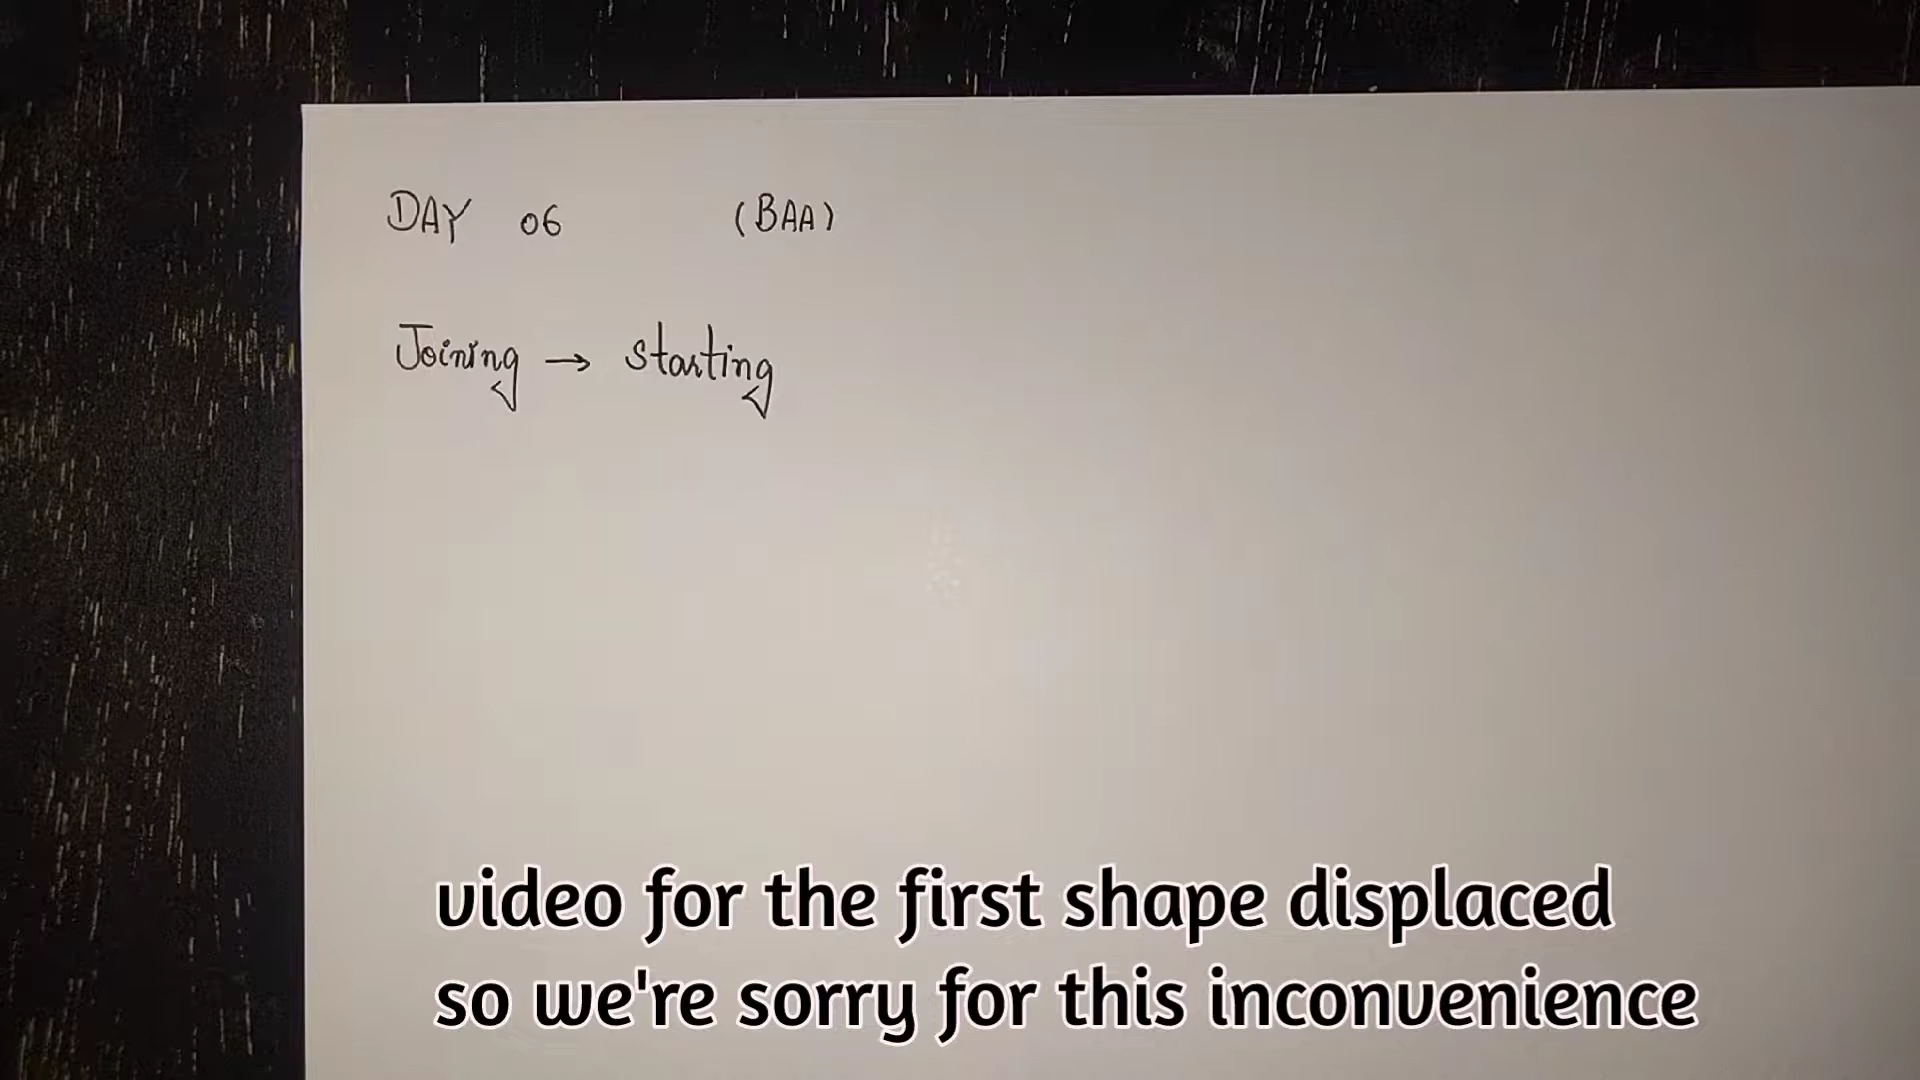 DAY 06 (BAA)
Joining → starting
video for the first shape displaced
so we're sorry for this inconvenience